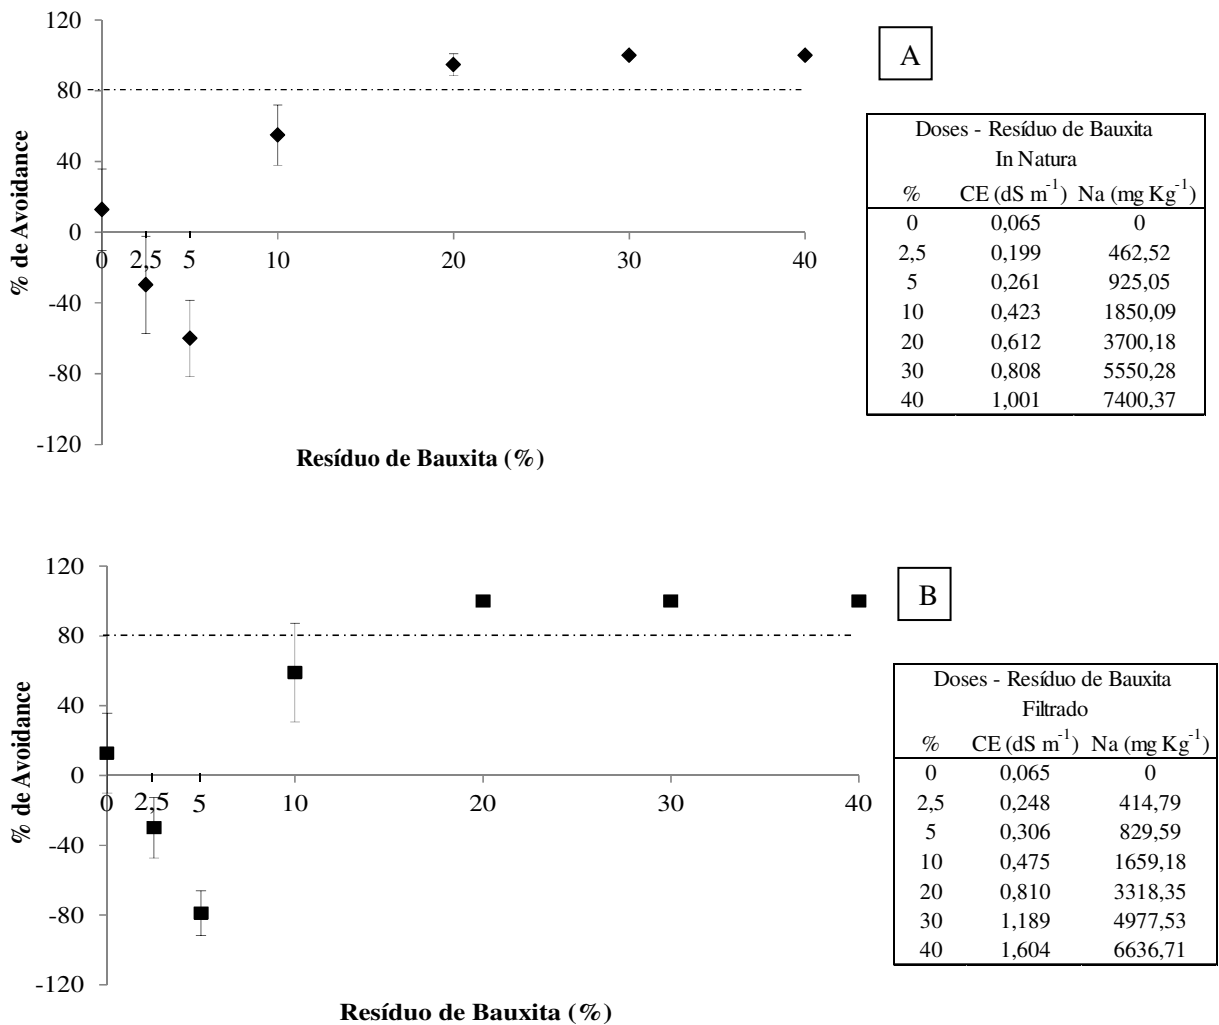 120
80
40
0
-40
-80
-120
% de Avoidance
0 2,5 5 10 20 30 40
Resíduo de Bauxita (%)
A
Doses - Resíduo de Bauxita
In Natura
% CE (dS m-1) Na (mg Kg-1)
0 0,065 0
2,5 0,199 462,52
5 0,261 925,05
10 0,423 1850,09
20 0,612 3700,18
30 0,808 5550,28
40 1,001 7400,37
120
80
40
0
-40
-80
-120
% de Avoidance
0 2,5 5 10 20 30 40
Resíduo de Bauxita (%)
B
Doses - Resíduo de Bauxita
Filtrado
% CE (dS m-1) Na (mg Kg-1)
0 0,065 0
2,5 0,248 414,79
5 0,306 829,59
10 0,475 1659,18
20 0,810 3318,35
30 1,189 4977,53
40 1,604 6636,71